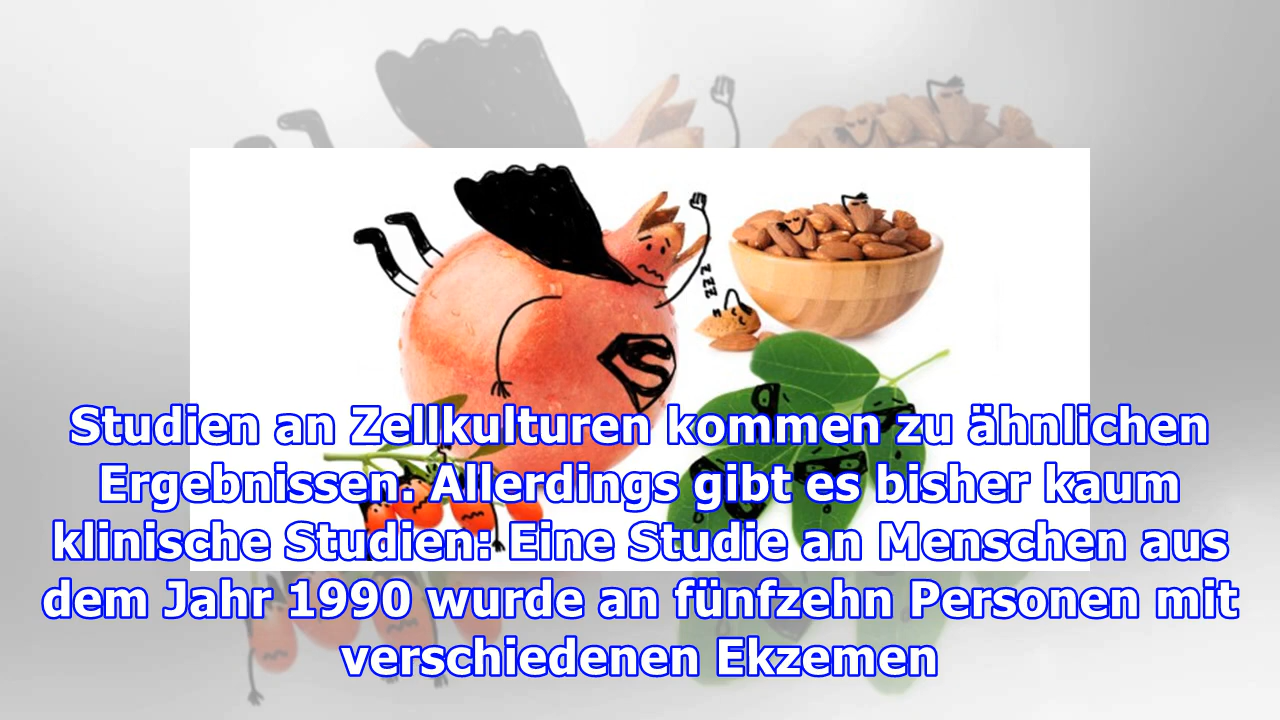 S
zzz
Studien an Zellkulturen kommen zu ähnlichen
Ergebnissen. Allerdings gibt es bisher kaum
klinische Studien: Eine Studie an Menschen aus
dem Jahr 1990 wurde an fünfzehn Personen mit
verschiedenen Ekzemen